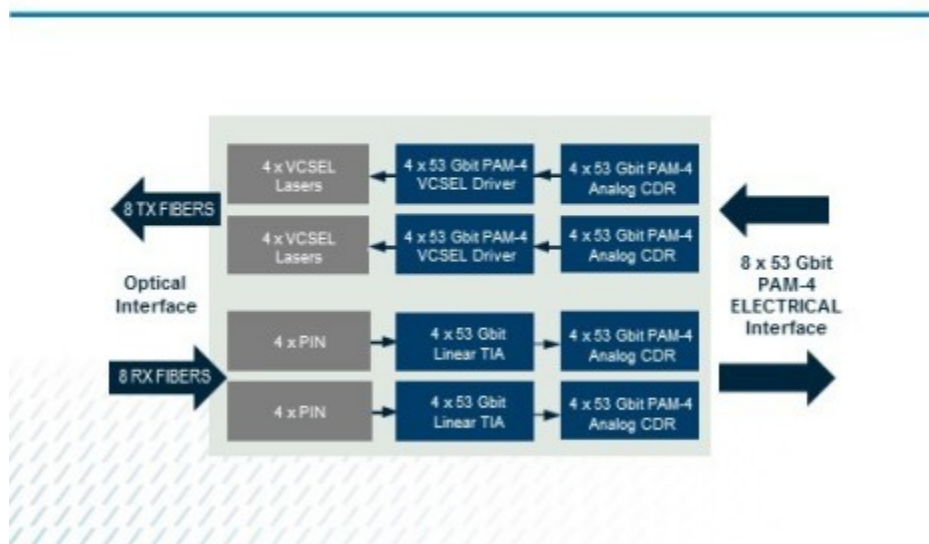 4 x VCSEL
Lasers
4 x 53 Gbit PAM-4
VCSEL Driver
4 x 53 Gbit PAM-4
Analog CDR
8 TX FIBERS
4 x VCSEL
Lasers
4 x 53 Gbit PAM-4
VCSEL Driver
4 x 53 Gbit PAM-4
Analog CDR
Optical
Interface
8 x 53 Gbit
PAM-4
ELECTRICAL
Interface
4 x PIN
4 x 53 Gbit
Linear TIA
4 x 53 Gbit PAM-4
Analog CDR
8 RX FIBERS
4 x PIN
4 x 53 Gbit
Linear TIA
4 x 53 Gbit PAM-4
Analog CDR